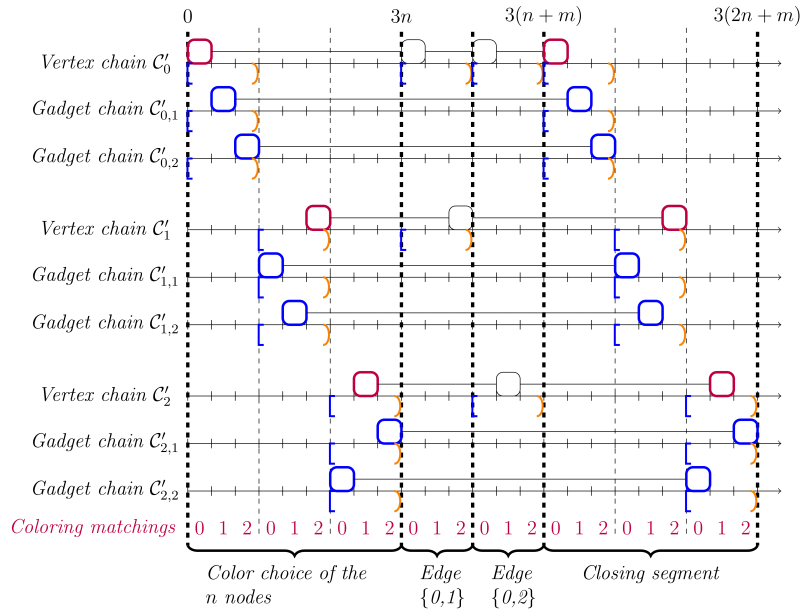 0 3n 3(n + m) 3(2n + m)
Vertex chain 𝒞′₀
Gadget chain 𝒞′₀,₁
Gadget chain 𝒞′₀,₂
Vertex chain 𝒞′₁
Gadget chain 𝒞′₁,₁
Gadget chain 𝒞′₁,₂
Vertex chain 𝒞′₂
Gadget chain 𝒞′₂,₁
Gadget chain 𝒞′₂,₂
Coloring matchings 0 1 2 0 1 2 0 1 2 0 1 2 0 1 2 0 1 2 0 1 2 0 1 2
Color choice of the Edge Edge Closing segment
n nodes {0,1} {0,2}